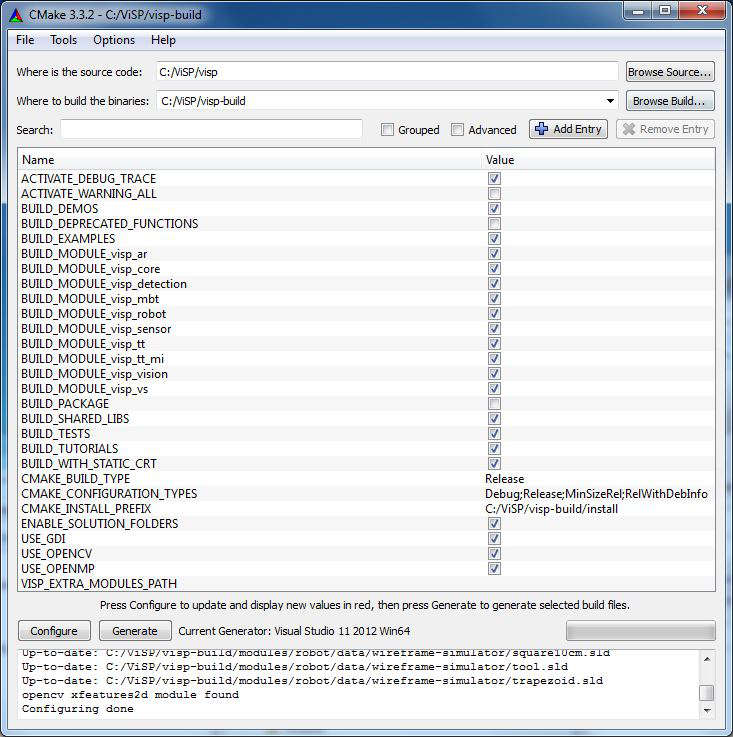 CMake 3.3.2 - C:/ViSP/visp-build
File Tools Options Help
Where is the source code: C:/ViSP/visp Browse Source...
Where to build the binaries: C:/ViSP/visp-build Browse Build...
Search: Grouped Advanced Add Entry Remove Entry
Name Value
ACTIVATE_DEBUG_TRACE
ACTIVATE_WARNING_ALL
BUILD_DEMOS
BUILD_DEPRECATED_FUNCTIONS
BUILD_EXAMPLES
BUILD_MODULE_visp_ar
BUILD_MODULE_visp_core
BUILD_MODULE_visp_detection
BUILD_MODULE_visp_mbt
BUILD_MODULE_visp_robot
BUILD_MODULE_visp_sensor
BUILD_MODULE_visp_tt
BUILD_MODULE_visp_tt_mi
BUILD_MODULE_visp_vision
BUILD_MODULE_visp_vs
BUILD_PACKAGE
BUILD_SHARED_LIBS
BUILD_TESTS
BUILD_TUTORIALS
BUILD_WITH_STATIC_CRT
CMAKE_BUILD_TYPE Release
CMAKE_CONFIGURATION_TYPES Debug;Release;MinSizeRel;RelWithDebInfo
CMAKE_INSTALL_PREFIX C:/ViSP/visp-build/install
ENABLE_SOLUTION_FOLDERS
USE_GDI
USE_OPENCV
USE_OPENMP
VISP_EXTRA_MODULES_PATH
Press Configure to update and display new values in red, then press Generate to generate selected build files.
Configure Generate Current Generator: Visual Studio 11 2012 Win64
Up-to-date: C:/ViSP/visp-build/modules/robot/data/wireframe-simulator/square10cm.sld
Up-to-date: C:/ViSP/visp-build/modules/robot/data/wireframe-simulator/tool.sld
Up-to-date: C:/ViSP/visp-build/modules/robot/data/wireframe-simulator/trapezoid.sld
opencv xfeatures2d module found
Configuring done